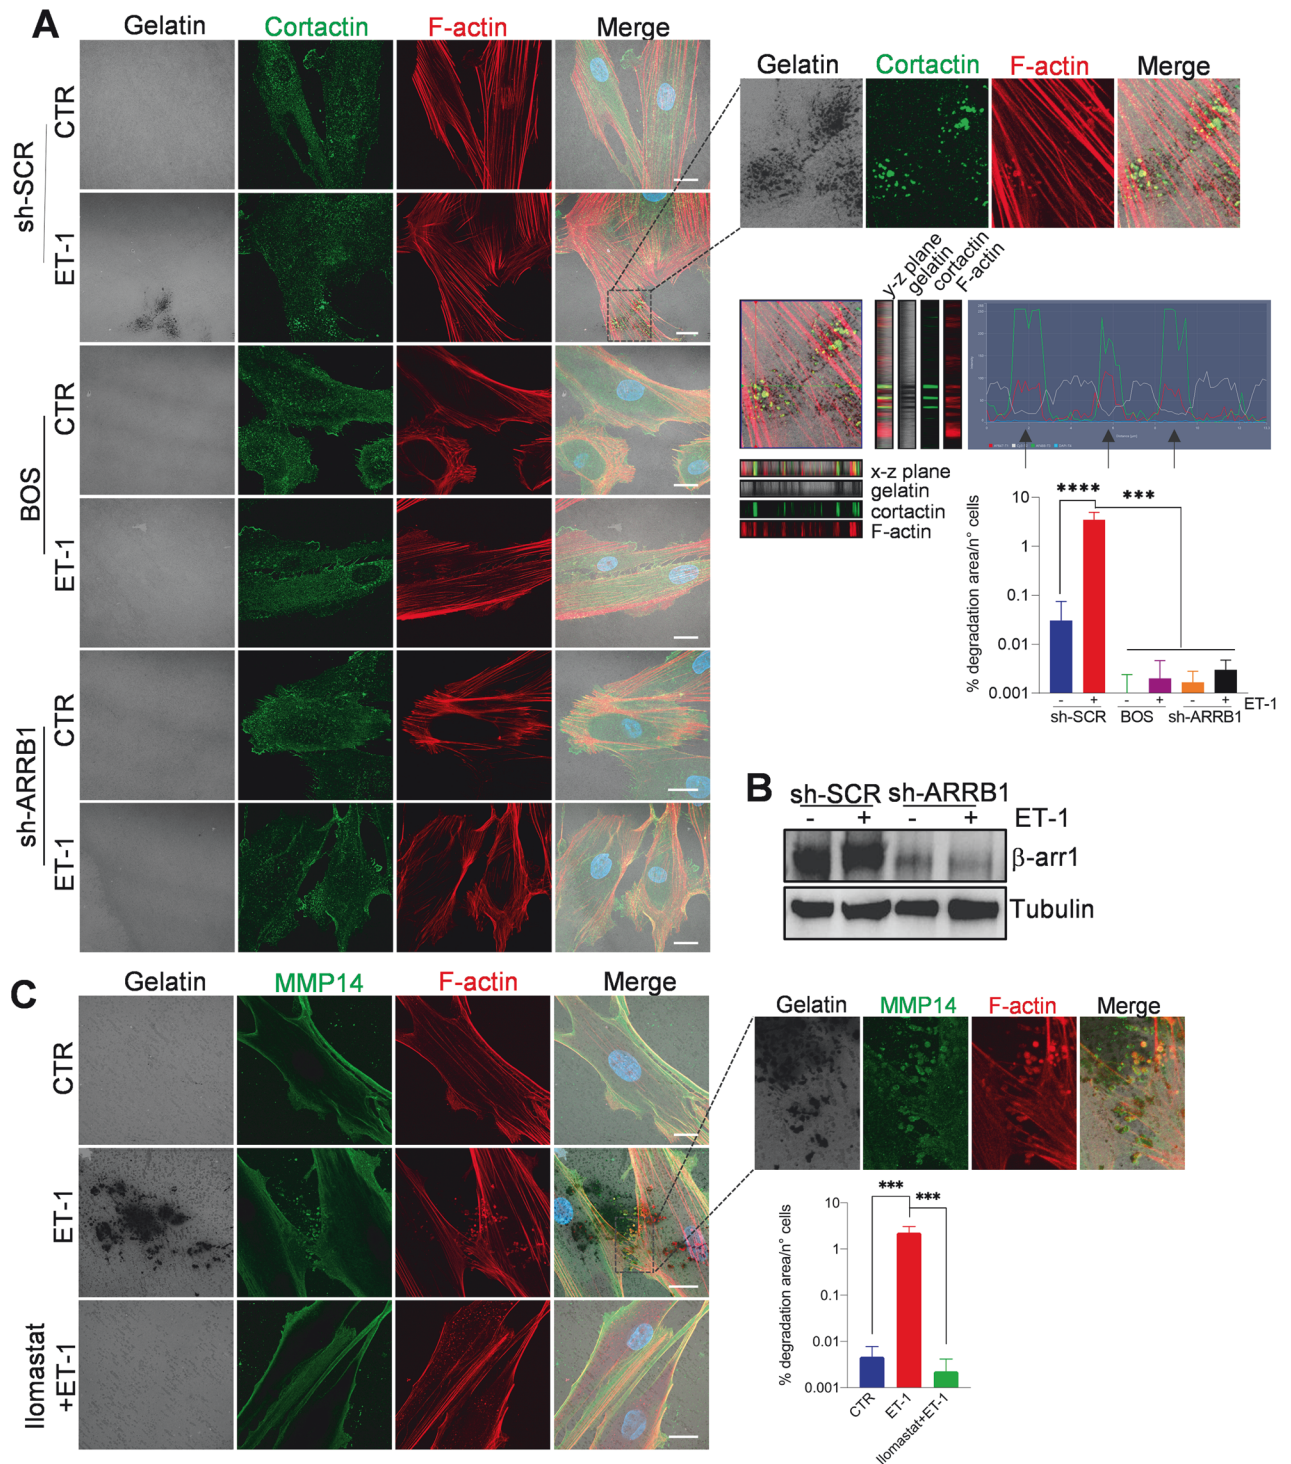 A
Gelatin Cortactin F-actin Merge
sh-SCR
CTR
ET-1
BOS
CTR
ET-1
sh-ARRB1
CTR
ET-1
Gelatin Cortactin F-actin Merge
y-z plane
gelatin
cortactin
F-actin
x-z plane
gelatin
cortactin
F-actin
% degradation area/n° cells
10
1
0.1
0.01
0.001
**** ***
- + - + - + ET-1
sh-SCR BOS sh-ARRB1
B
sh-SCR sh-ARRB1
- + - + ET-1
β-arr1
Tubulin
C
Gelatin MMP14 F-actin Merge
CTR
ET-1
Ilomastat
+ET-1
Gelatin MMP14 F-actin Merge
% degradation area/n° cells
10
1
0.1
0.01
0.001
*** ***
CTR
ET-1
Ilomastat+ET-1